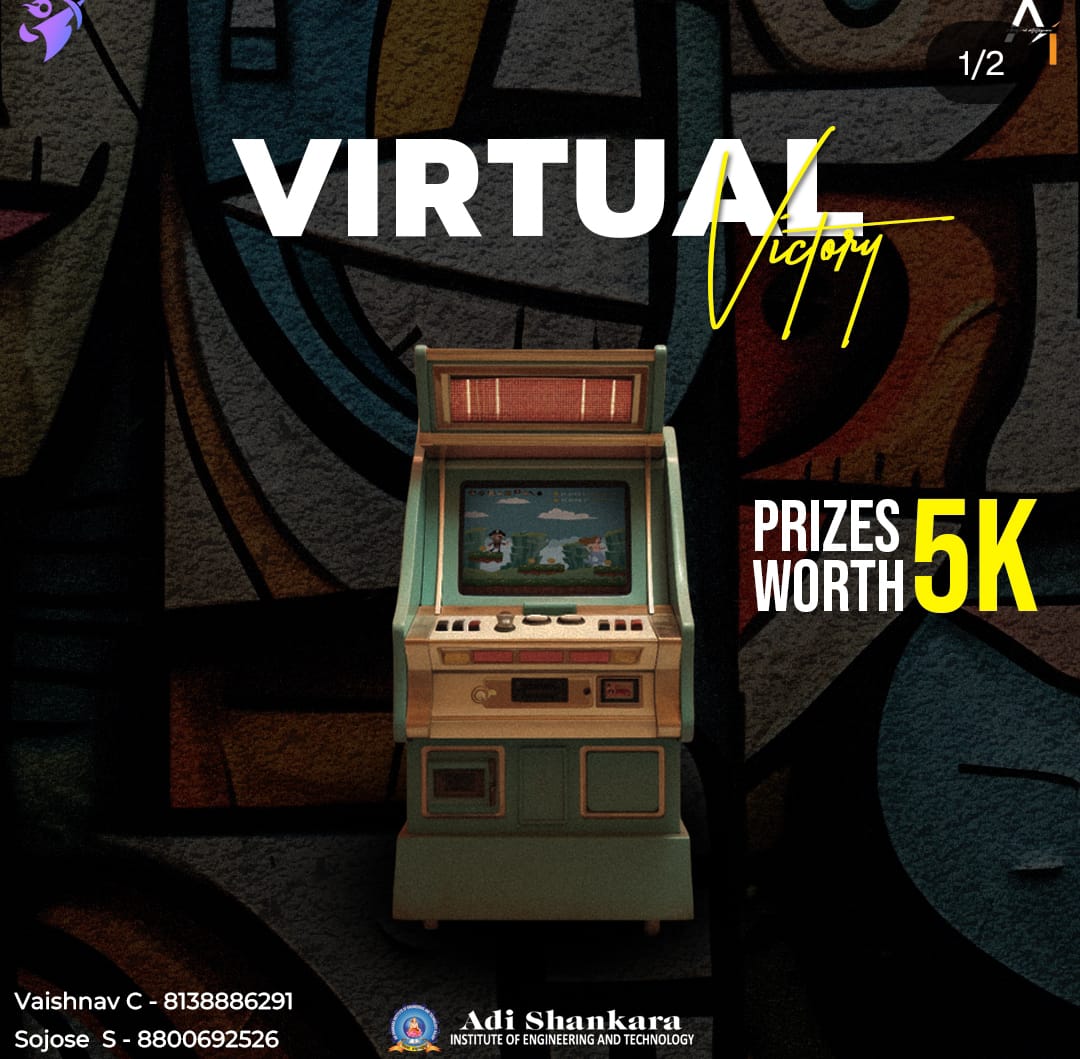 1/2
VIRTUAL
Victory
PRIZES
WORTH
5K
Vaishnav C - 8138886291
Sojose S - 8800692526
Adi Shankara
INSTITUTE OF ENGINEERING AND TECHNOLOGY